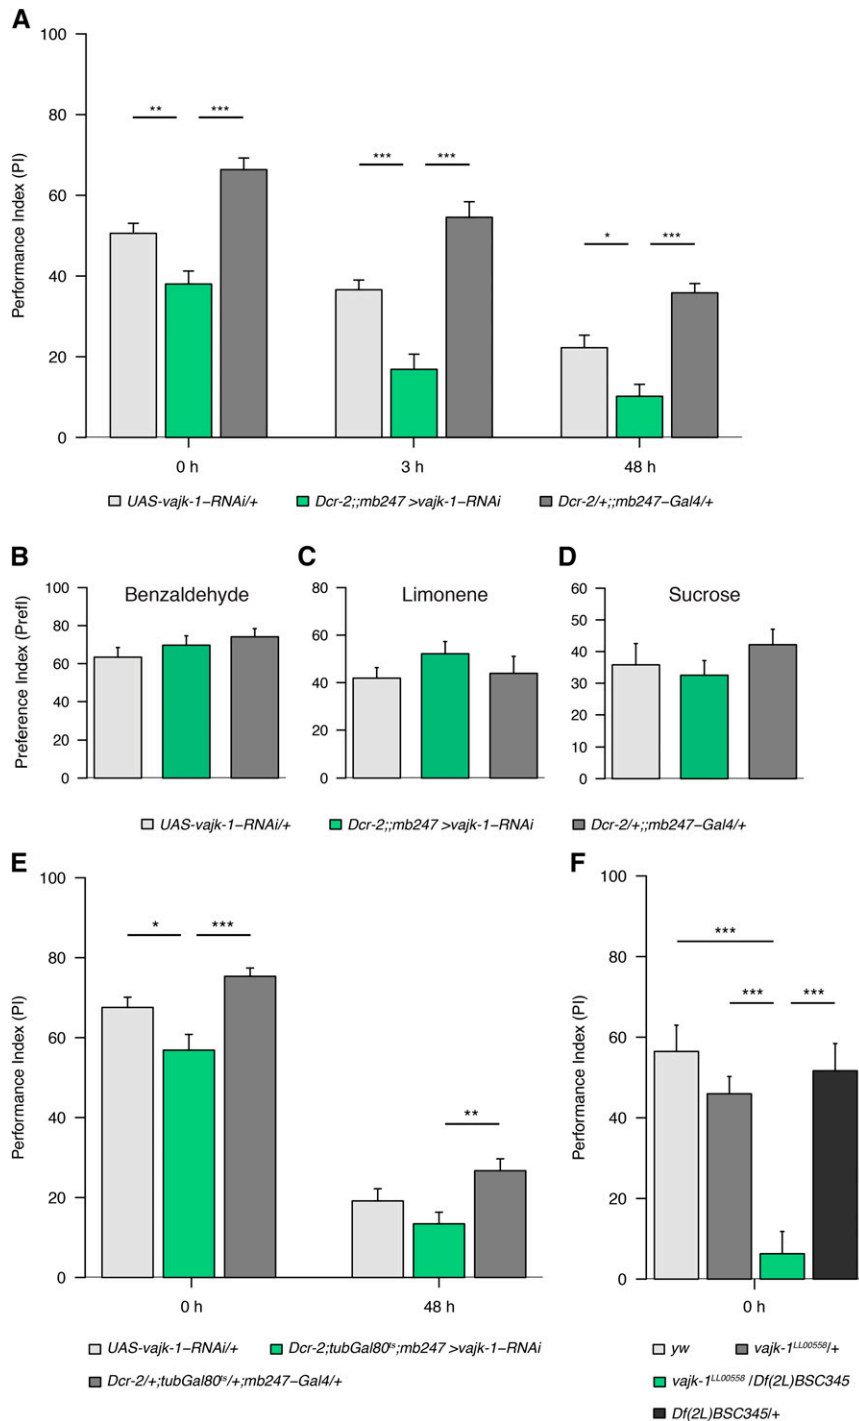 A
Performance Index (PI)
100
80
60
40
20
0
** *** *** *** * ***
0 h 3 h 48 h
UAS-vajk-1–RNAi/+ Dcr-2;;mb247 >vajk-1–RNAi Dcr-2/+;;mb247–Gal4/+
B C D
Preference Index (PrefI)
Benzaldehyde Limonene Sucrose
100
80
60
40
20
0
80
60
40
20
0
60
50
40
30
20
10
0
UAS-vajk-1–RNAi/+ Dcr-2;;mb247 >vajk-1–RNAi Dcr-2/+;;mb247–Gal4/+
E
Performance Index (PI)
100
80
60
40
20
0
* *** **
0 h 48 h
UAS-vajk-1–RNAi/+ Dcr-2;tubGal80ts;mb247 >vajk-1–RNAi
Dcr-2/+;tubGal80ts/+;mb247–Gal4/+
F
Performance Index (PI)
100
80
60
40
20
0
***
*** ***
0 h
yw vajk-1LL00558/+
vajk-1LL00558 /Df(2L)BSC345
Df(2L)BSC345/+